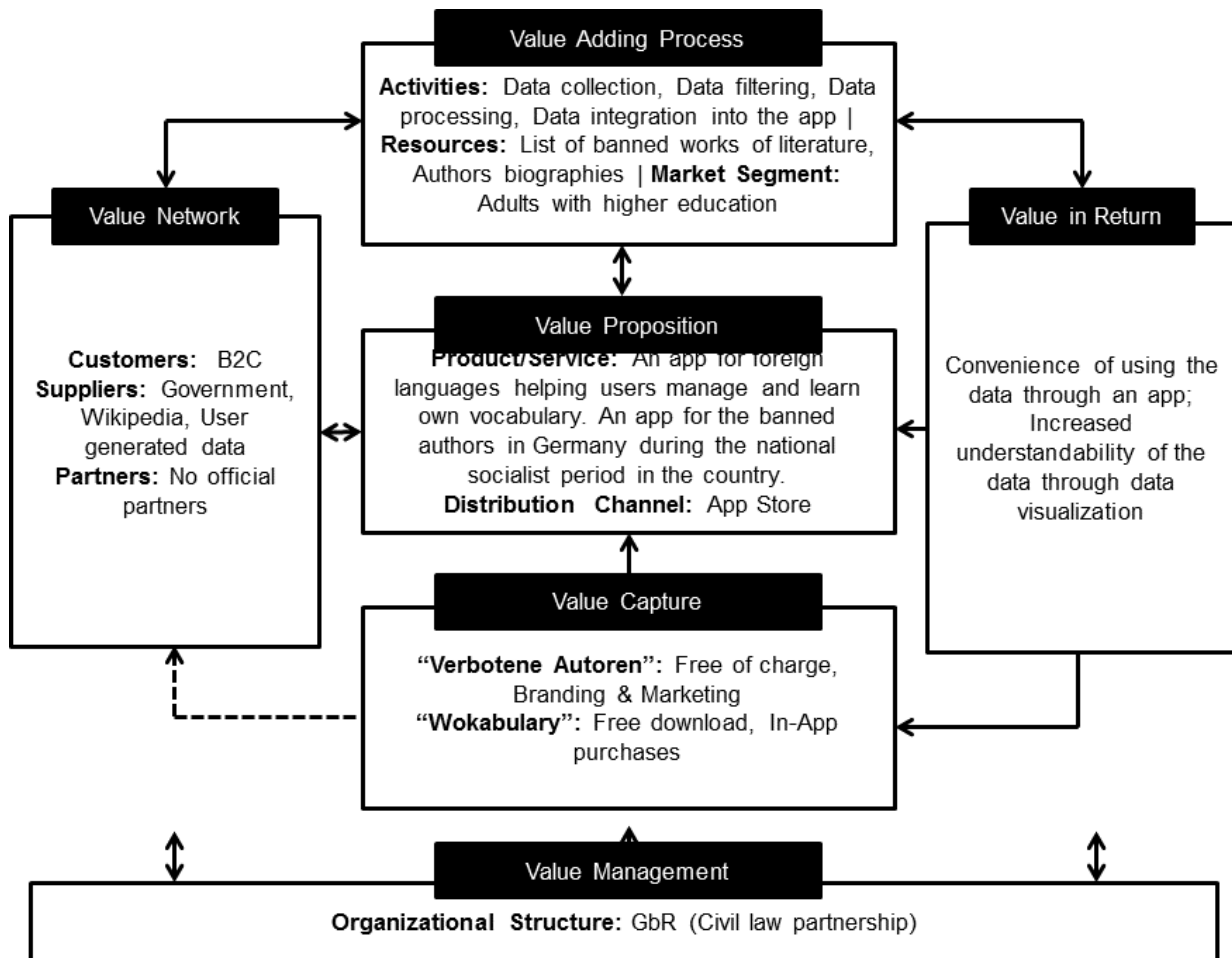 Value Adding Process
Activities: Data collection, Data filtering, Data
processing, Data integration into the app |
Resources: List of banned works of literature,
Authors biographies | Market Segment:
Adults with higher education
Value Network
Customers: B2C
Suppliers: Government,
Wikipedia, User
generated data
Partners: No official
partners
Value Proposition
Product/Service: An app for foreign
languages helping users manage and learn
own vocabulary. An app for the banned
authors in Germany during the national
socialist period in the country.
Distribution Channel: App Store
Value in Return
Convenience of using the
data through an app;
Increased
understandability of the
data through data
visualization
Value Capture
“Verbotene Autoren”: Free of charge,
Branding & Marketing
“Wokabulary”: Free download, In-App
purchases
Value Management
Organizational Structure: GbR (Civil law partnership)